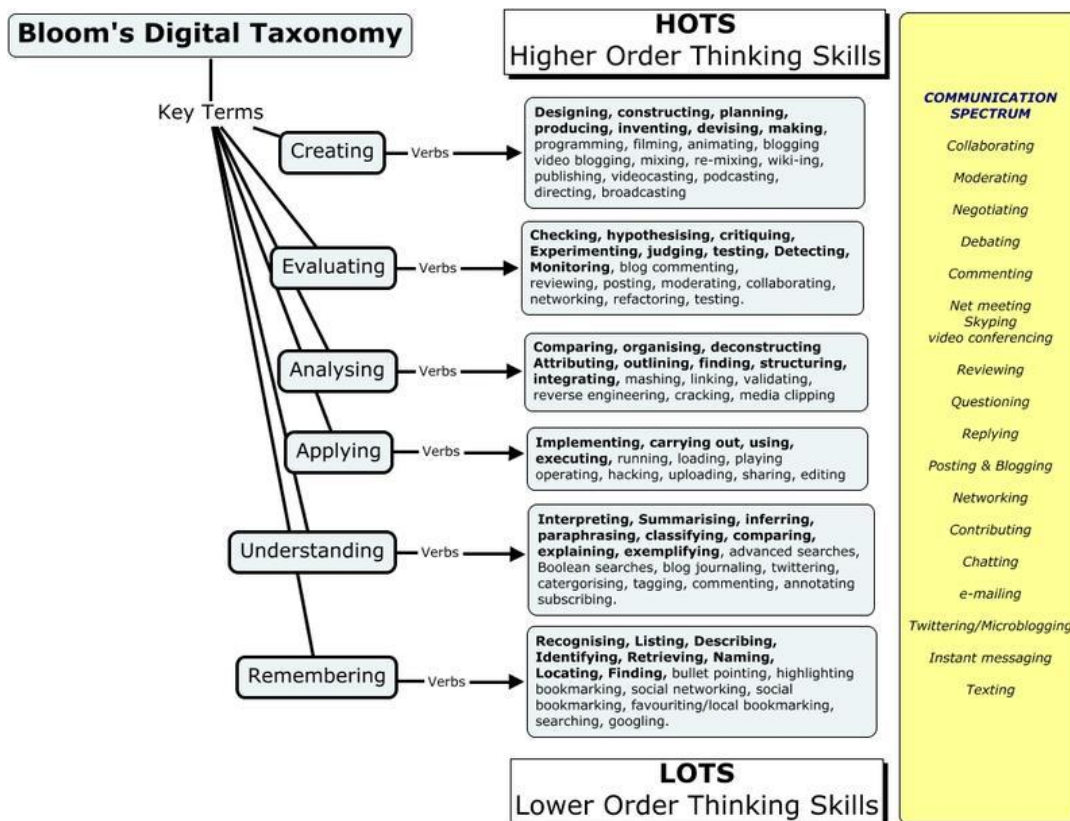 Bloom's Digital Taxonomy
HOTS
Higher Order Thinking Skills
Key Terms
Creating
Verbs
Designing, constructing, planning,
producing, inventing, devising, making,
programming, filming, animating, blogging
video blogging, mixing, re-mixing, wiki-ing,
publishing, videocasting, podcasting,
directing, broadcasting
Evaluating
Verbs
Checking, hypothesising, critiquing,
Experimenting, judging, testing, Detecting,
Monitoring, blog commenting,
reviewing, posting, moderating, collaborating,
networking, refactoring, testing.
Analysing
Verbs
Comparing, organising, deconstructing
Attributing, outlining, finding, structuring,
integrating, mashing, linking, validating,
reverse engineering, cracking, media clipping
Applying
Verbs
Implementing, carrying out, using,
executing, running, loading, playing
operating, hacking, uploading, sharing, editing
Understanding
Verbs
Interpreting, Summarising, inferring,
paraphrasing, classifying, comparing,
explaining, exemplifying, advanced searches,
Boolean searches, blog journaling, twittering,
catergorising, tagging, commenting, annotating
subscribing.
Remembering
Verbs
Recognising, Listing, Describing,
Identifying, Retrieving, Naming,
Locating, Finding, bullet pointing, highlighting
bookmarking, social networking, social
bookmarking, favouriting/local bookmarking,
searching, googling.
LOTS
Lower Order Thinking Skills
COMMUNICATION
SPECTRUM
Collaborating
Moderating
Negotiating
Debating
Commenting
Net meeting
Skyping
video conferencing
Reviewing
Questioning
Replying
Posting & Blogging
Networking
Contributing
Chatting
e-mailing
Twittering/Microblogging
Instant messaging
Texting